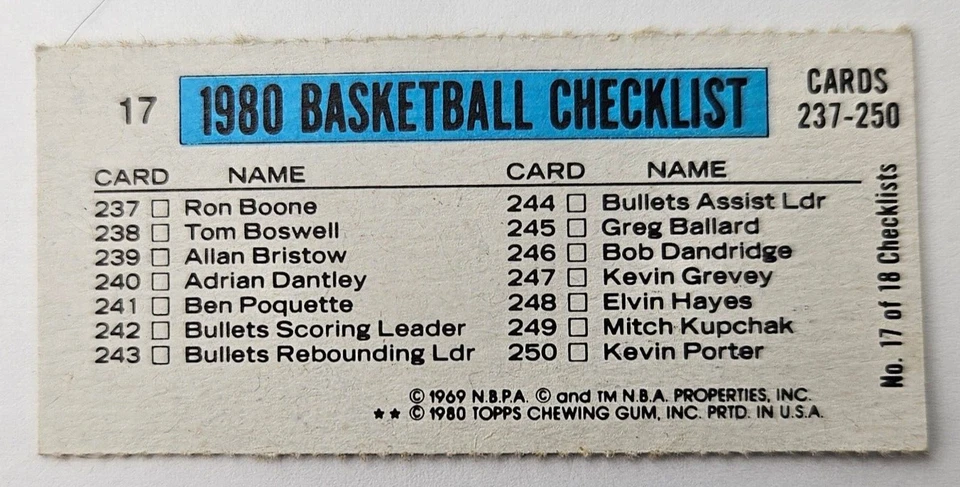 17
1980 BASKETBALL CHECKLIST
CARDS
237-250
CARD NAME
237 Ron Boone
238 Tom Boswell
239 Allan Bristow
240 Adrian Dantley
241 Ben Poquette
242 Bullets Scoring Leader
243 Bullets Rebounding Ldr
CARD NAME
244 Bullets Assist Ldr
245 Greg Ballard
246 Bob Dandridge
247 Kevin Grevey
248 Elvin Hayes
249 Mitch Kupchak
250 Kevin Porter
No. 17 of 18 Checklists
© 1969 N.B.P.A. © and TM N.B.A. PROPERTIES, INC.
★★ © 1980 TOPPS CHEWING GUM, INC. PRTD. IN U.S.A.